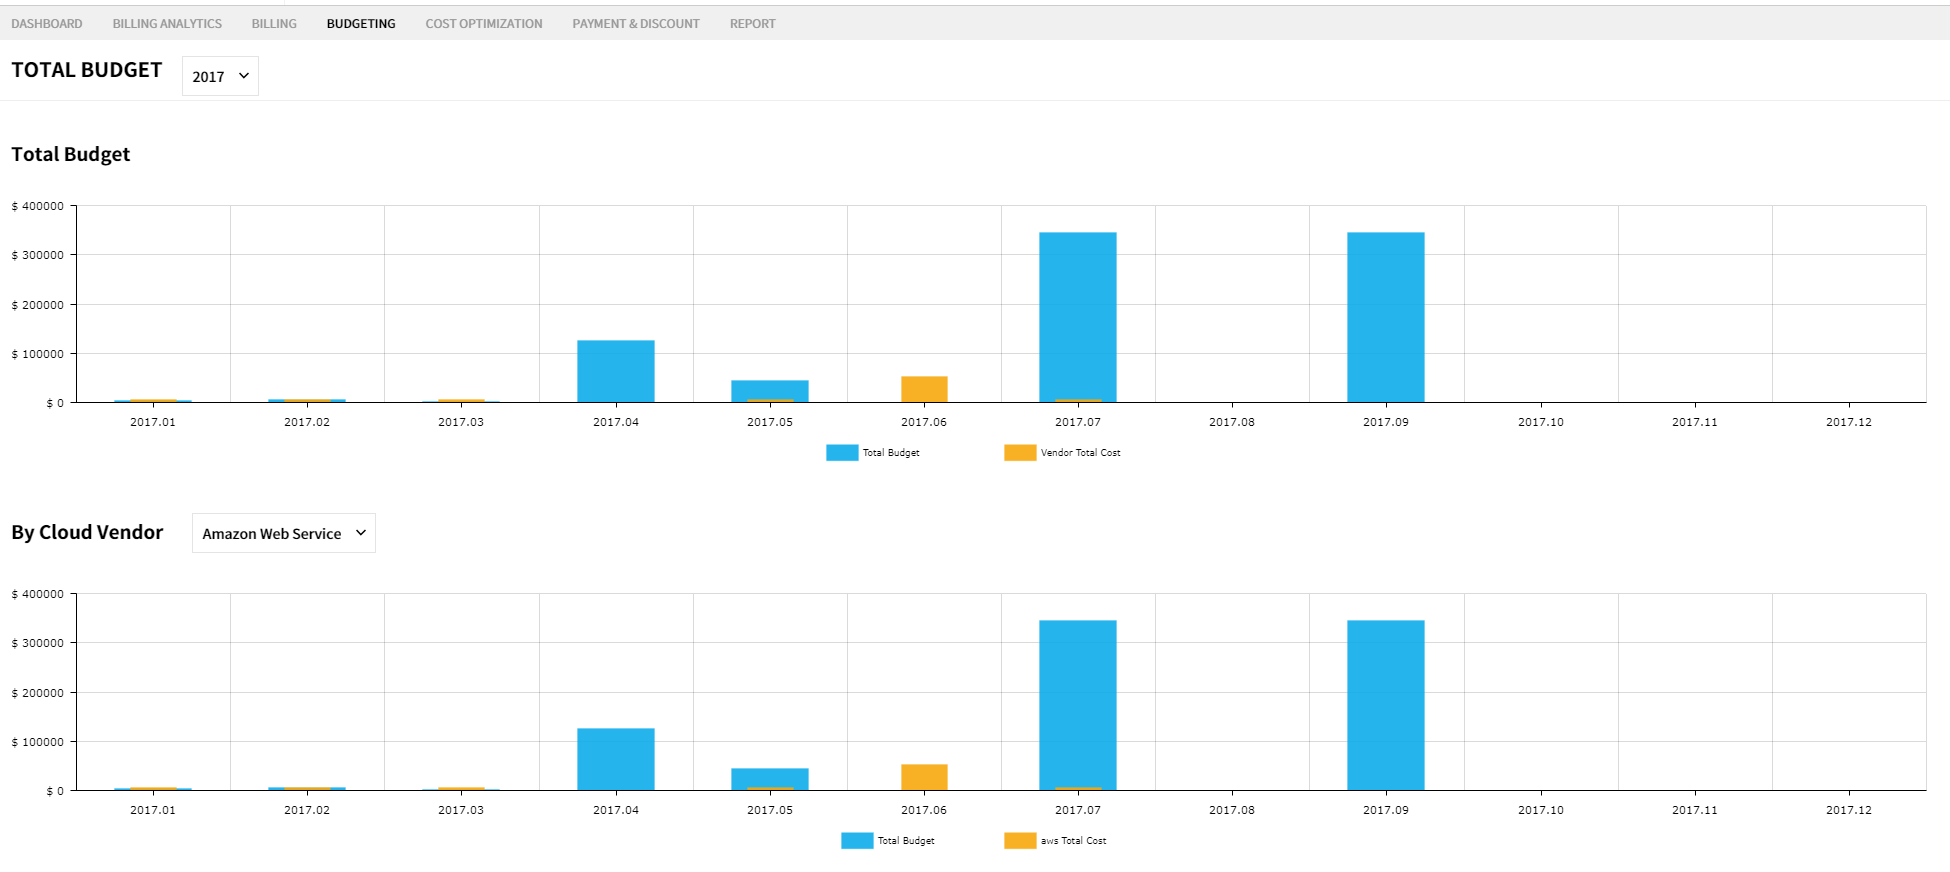 DASHBOARD BILLING ANALYTICS BILLING BUDGETING COST OPTIMIZATION PAYMENT & DISCOUNT REPORT
TOTAL BUDGET 2017
Total Budget
$ 400000
$ 300000
$ 200000
$ 100000
$ 0
2017.01 2017.02 2017.03 2017.04 2017.05 2017.06 2017.07 2017.08 2017.09 2017.10 2017.11 2017.12
Total Budget Vendor Total Cost
By Cloud Vendor Amazon Web Service
$ 400000
$ 300000
$ 200000
$ 100000
$ 0
2017.01 2017.02 2017.03 2017.04 2017.05 2017.06 2017.07 2017.08 2017.09 2017.10 2017.11 2017.12
Total Budget aws Total Cost